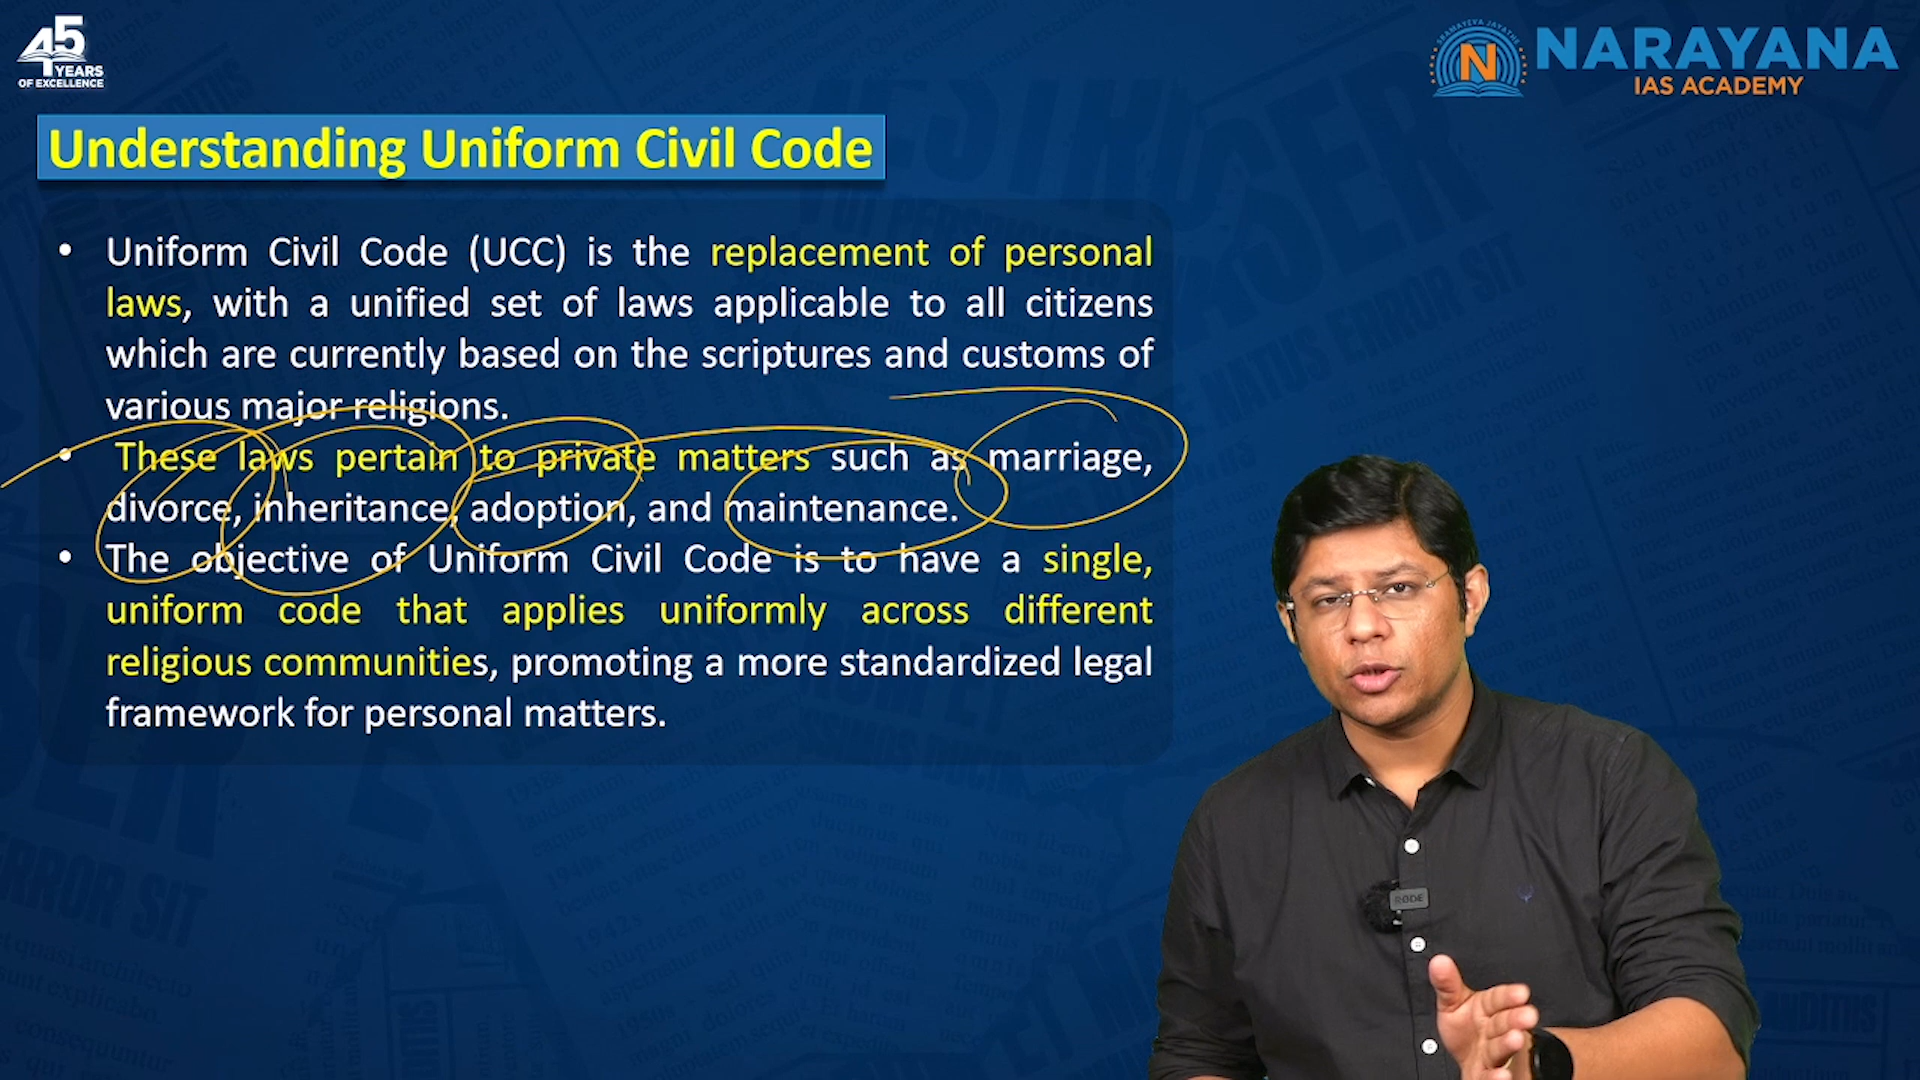 45
YEARS
OF EXCELLENCE
NARAYANA
IAS ACADEMY
Understanding Uniform Civil Code
• Uniform Civil Code (UCC) is the replacement of personal
laws, with a unified set of laws applicable to all citizens
which are currently based on the scriptures and customs of
various major religions.
• These laws pertain to private matters such as marriage,
divorce, inheritance, adoption, and maintenance.
• The objective of Uniform Civil Code is to have a single,
uniform code that applies uniformly across different
religious communities, promoting a more standardized legal
framework for personal matters.
RØDE